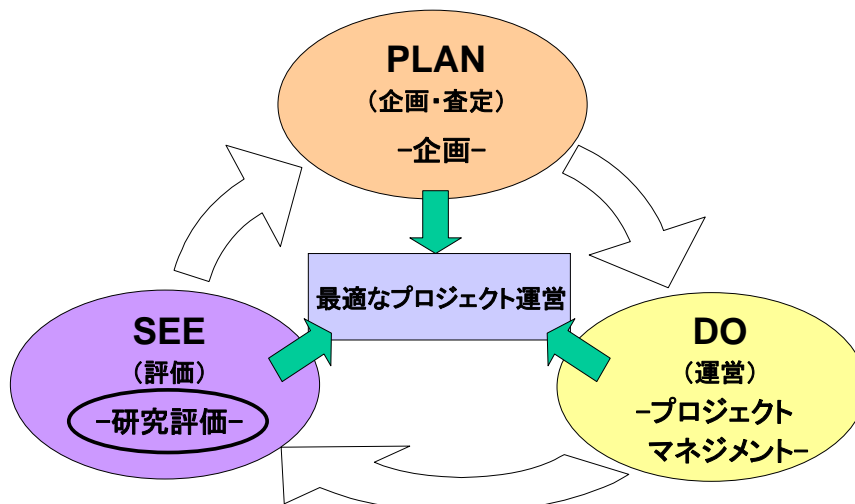 PLAN
（企画・査定）
−企画−
最適なプロジェクト運営
SEE
（評価）
−研究評価−
DO
（運営）
−プロジェクト
マネジメント−